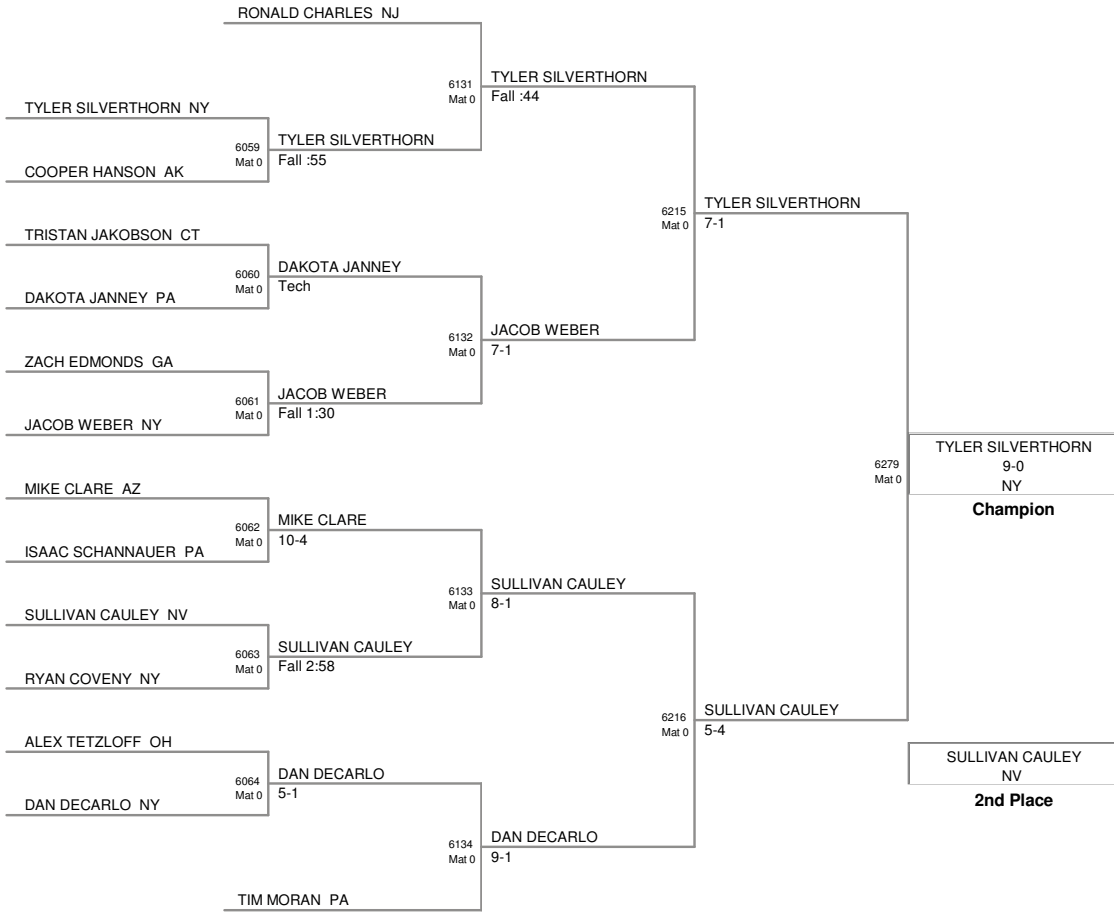 RONALD CHARLES NJ
6131
Mat 0
TYLER SILVERTHORN
Fall :44
TYLER SILVERTHORN NY
6059
Mat 0
TYLER SILVERTHORN
Fall :55
COOPER HANSON AK
6215
Mat 0
TYLER SILVERTHORN
7-1
TRISTAN JAKOBSON CT
6060
Mat 0
DAKOTA JANNEY
Tech
DAKOTA JANNEY PA
6132
Mat 0
JACOB WEBER
7-1
ZACH EDMONDS GA
6061
Mat 0
JACOB WEBER
Fall 1:30
JACOB WEBER NY
6279
Mat 0
TYLER SILVERTHORN
9-0
NY
Champion
MIKE CLARE AZ
6062
Mat 0
MIKE CLARE
10-4
ISAAC SCHANNAUER PA
6133
Mat 0
SULLIVAN CAULEY
8-1
SULLIVAN CAULEY NV
6063
Mat 0
SULLIVAN CAULEY
Fall 2:58
RYAN COVENY NY
6216
Mat 0
SULLIVAN CAULEY
5-4
ALEX TETZLOFF OH
6064
Mat 0
DAN DECARLO
5-1
DAN DECARLO NY
SULLIVAN CAULEY
NV
2nd Place
6134
Mat 0
DAN DECARLO
9-1
TIM MORAN PA